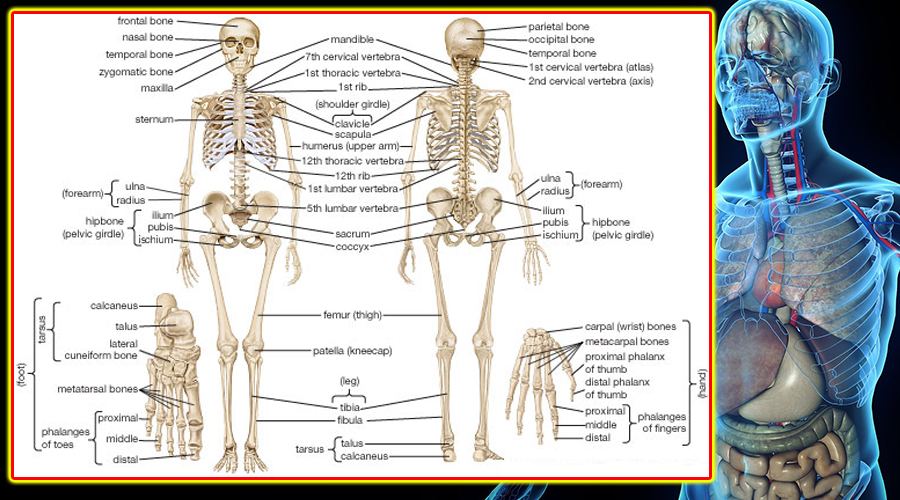 frontal bone
nasal bone
temporal bone
zygomatic bone
maxilla
sternum
(forearm)
ulna
radius
hipbone
(pelvic girdle)
ilium
pubis
ischium
mandible
7th cervical vertebra
1st thoracic vertebra
1st rib
(shoulder girdle)
clavicle
scapula
humerus (upper arm)
12th thoracic vertebra
12th rib
1st lumbar vertebra
5th lumbar vertebra
sacrum
coccyx
parietal bone
occipital bone
temporal bone
1st cervical vertebra (atlas)
2nd cervical vertebra (axis)
ulna
radius
(forearm)
ilium
pubis
ischium
hipbone
(pelvic girdle)
(foot)
tarsus
calcaneus
talus
lateral
cuneiform bone
metatarsal bones
phalanges
of toes
proximal
middle
distal
femur (thigh)
patella (kneecap)
(leg)
tibia
fibula
tarsus
talus
calcaneus
carpal (wrist) bones
metacarpal bones
proximal phalanx
of thumb
distal phalanx
of thumb
proximal
middle
distal
phalanges
of fingers
(hand)